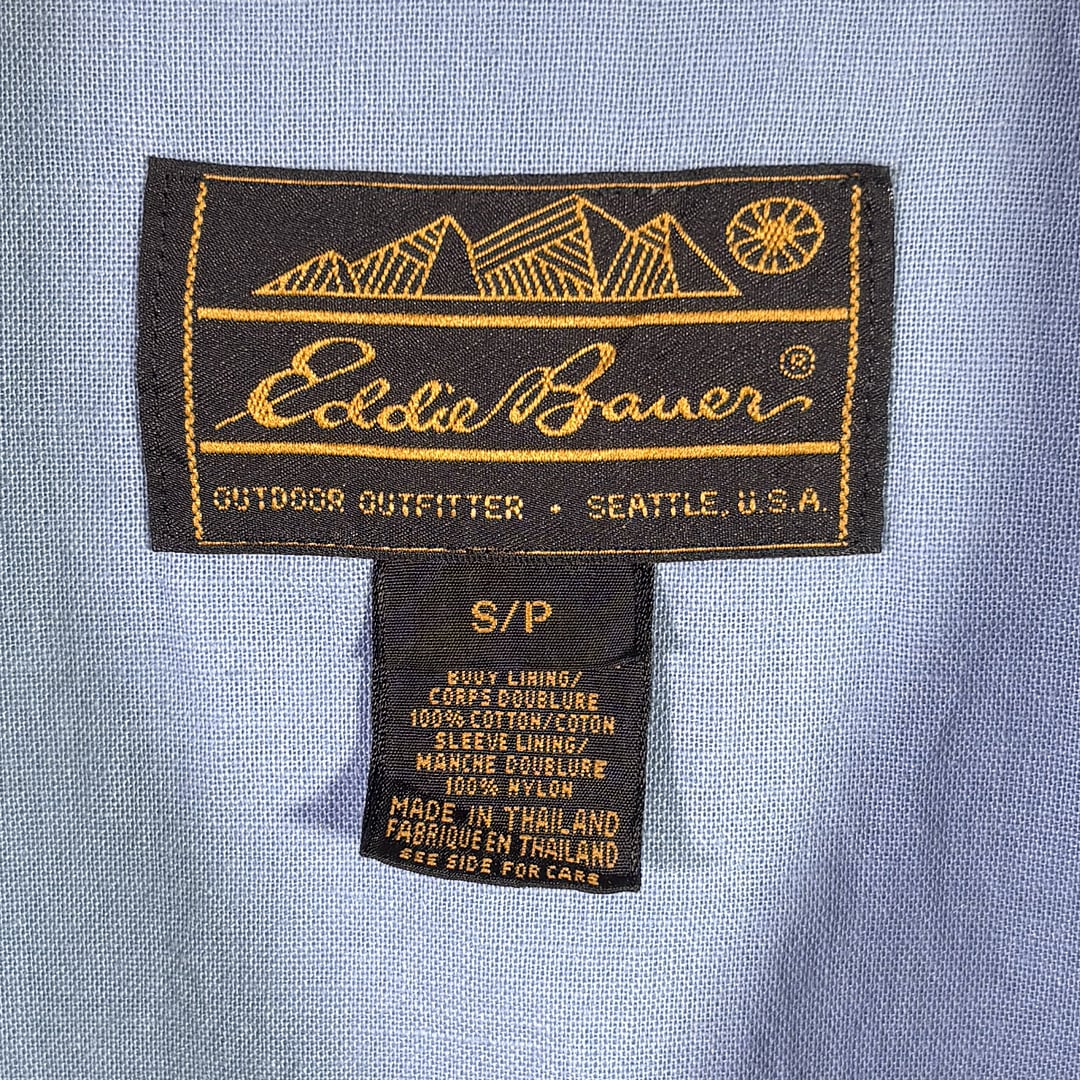 Eddie Bauer®
OUTDOOR OUTFITTER • SEATTLE, U.S.A.
S/P
BODY LINING/
CORPS DOUBLURE
100% COTTON/COTON
SLEEVE LINING/
MANCHE DOUBLURE
100% NYLON
MADE IN THAILAND
FABRIQUE EN THAILAND
SEE SIDE FOR CARE